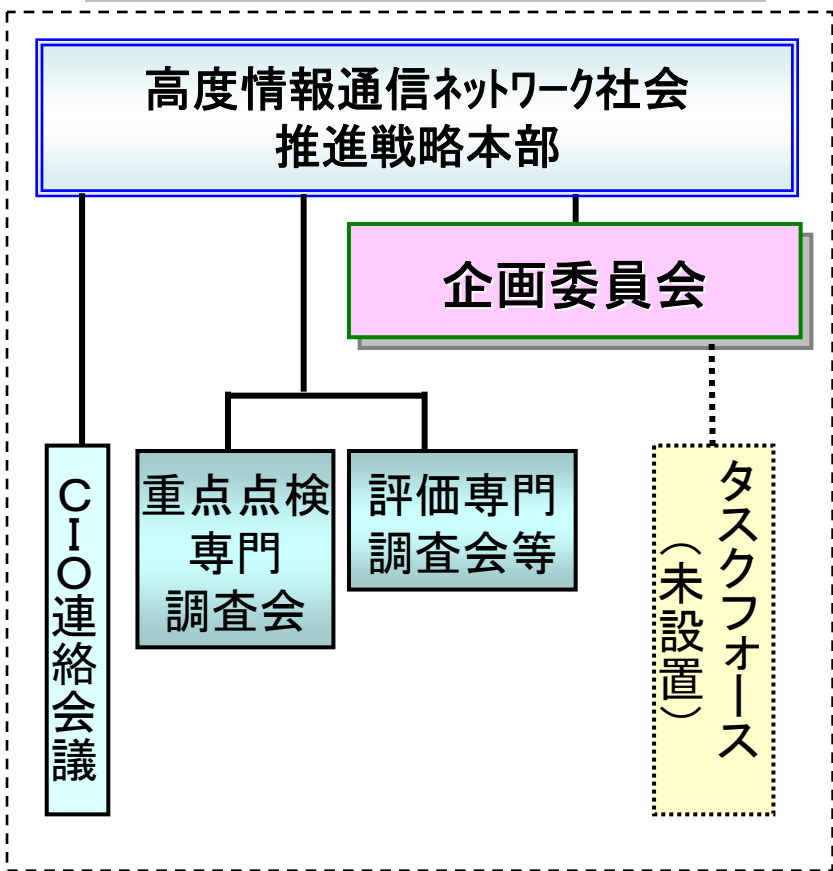 高度情報通信ネットワーク社会
推進戦略本部
企画委員会
CIO連絡会議
重点点検
専門
調査会
評価専門
調査会等
タスクフォース
（未設置）